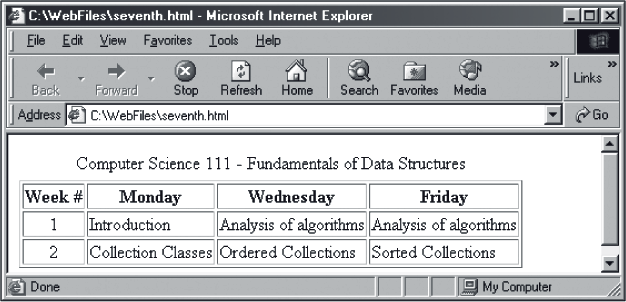 C:\WebFiles\seventh.html - Microsoft Internet Explorer
File Edit View Favorites Tools Help
Back Forward Stop Refresh Home Search Favorites Media » Links »
Address C:\WebFiles\seventh.html Go
Computer Science 111 - Fundamentals of Data Structures
Week # Monday Wednesday Friday
1 Introduction Analysis of algorithms Analysis of algorithms
2 Collection Classes Ordered Collections Sorted Collections
Done My Computer